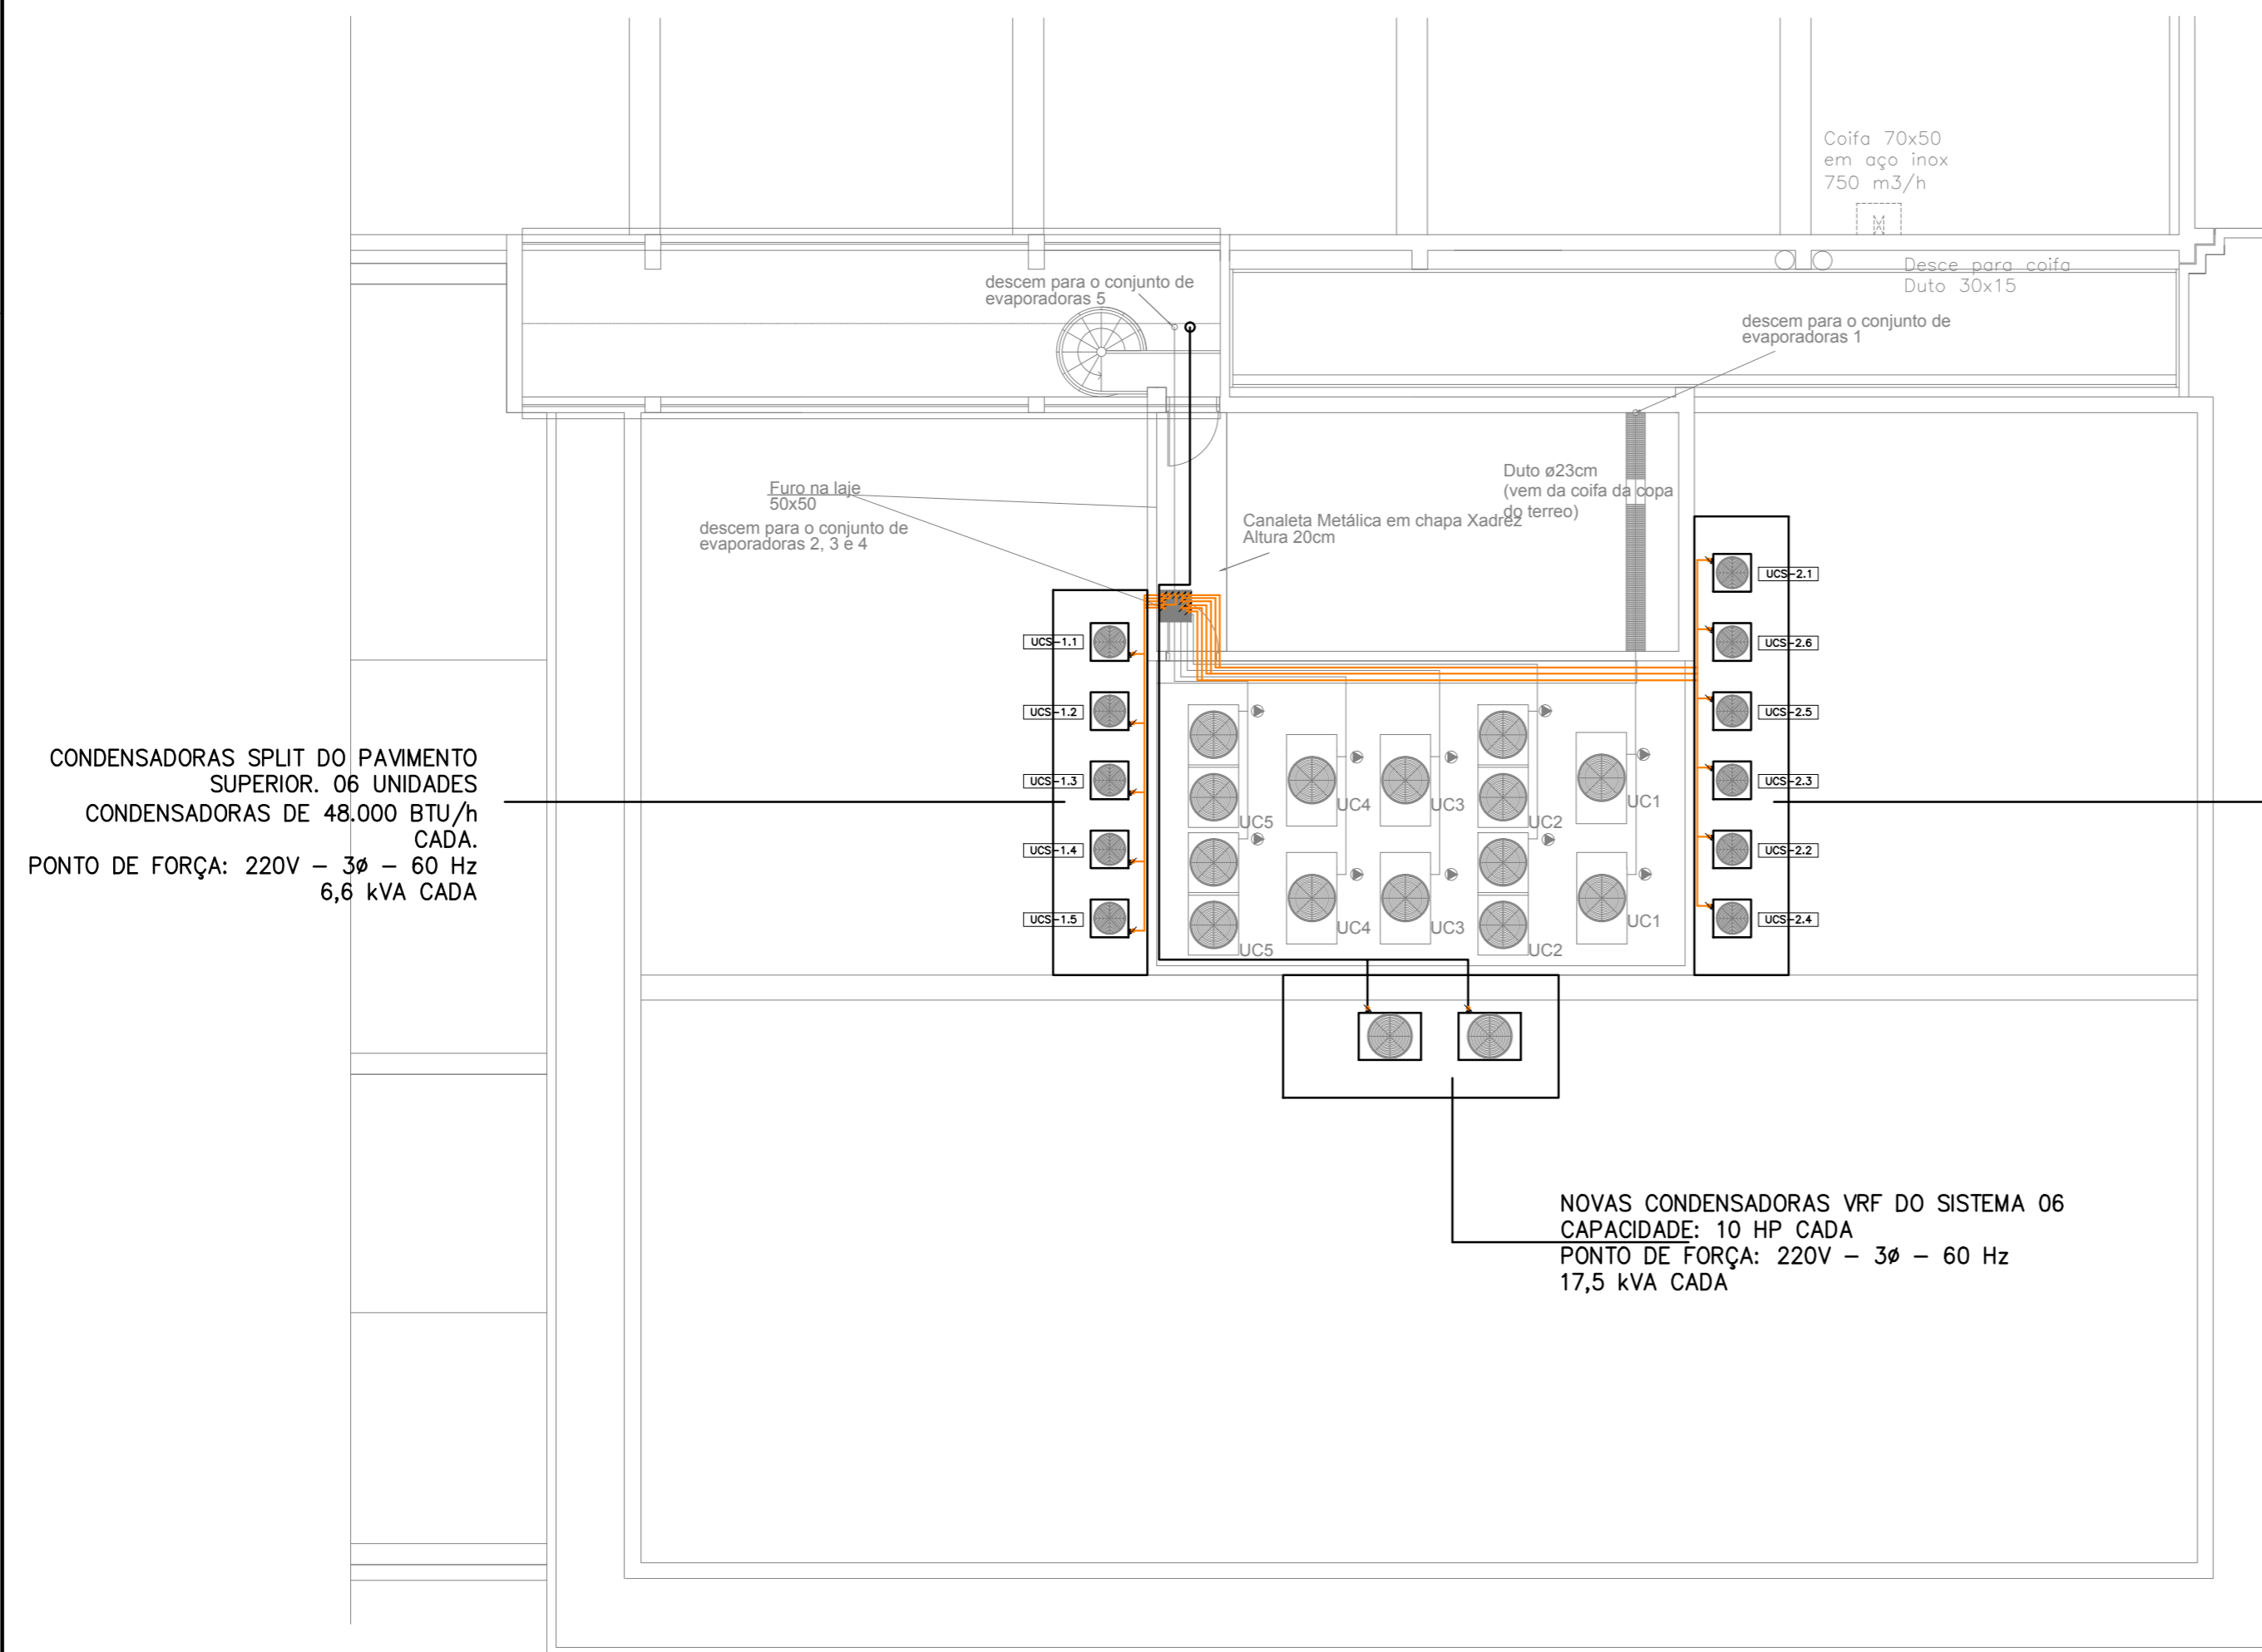 Coifa 70x50
em aço inox
750 m3/h
Desce para coifa
Duto 30x15
descem para o conjunto de
evaporadoras 5
descem para o conjunto de
evaporadoras 1
Furo na laje
50x50
descem para o conjunto de
evaporadoras 2, 3 e 4
Duto ø23cm
(vem da coifa da copa
do terreo)
Canaleta Metálica em chapa Xadrez
Altura 20cm
UCS-1.1
UCS-1.2
UCS-1.3
UCS-1.4
UCS-1.5
UCS-2.1
UCS-2.6
UCS-2.5
UCS-2.3
UCS-2.2
UCS-2.4
UC5
UC4
UC3
UC2
UC1
UC5
UC4
UC3
UC2
UC1
CONDENSADORAS SPLIT DO PAVIMENTO
SUPERIOR. 06 UNIDADES
CONDENSADORAS DE 48.000 BTU/h
CADA.
PONTO DE FORÇA: 220V – 3ø – 60 Hz
6,6 kVA CADA
NOVAS CONDENSADORAS VRF DO SISTEMA 06
CAPACIDADE: 10 HP CADA
PONTO DE FORÇA: 220V – 3ø – 60 Hz
17,5 kVA CADA